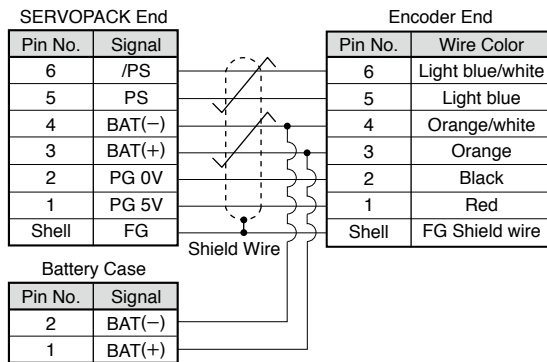 SERVOPACK End
Encoder End
Pin No. Signal
Pin No. Wire Color
6 /PS
6 Light blue/white
5 PS
5 Light blue
4 BAT(−)
4 Orange/white
3 BAT(+)
3 Orange
2 PG 0V
2 Black
1 PG 5V
1 Red
Shell FG
Shell FG Shield wire
Shield Wire
Battery Case
Pin No. Signal
2 BAT(−)
1 BAT(+)